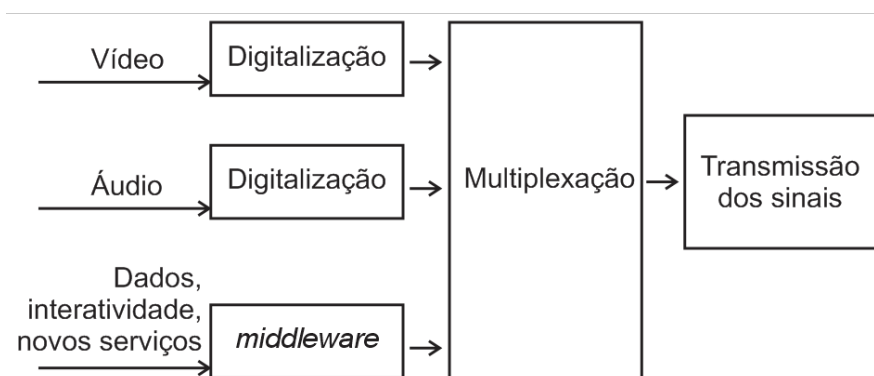 Vídeo
Digitalização
Áudio
Digitalização
Dados,
interatividade,
novos serviços
middleware
Multiplexação
Transmissão
dos sinais